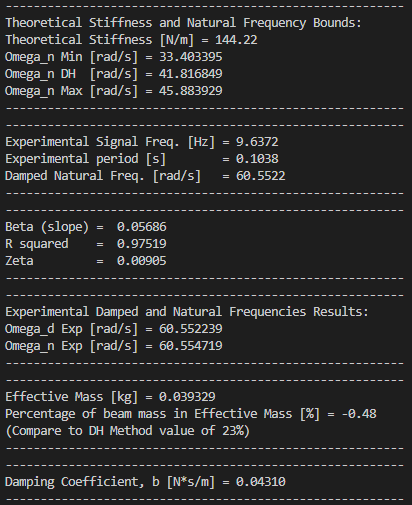 --------------------------------------------------------
Theoretical Stiffness and Natural Frequency Bounds:
Theoretical Stiffness [N/m] = 144.22
Omega_n Min [rad/s] = 33.403395
Omega_n DH  [rad/s] = 41.816849
Omega_n Max [rad/s] = 45.883929
--------------------------------------------------------
--------------------------------------------------------
Experimental Signal Freq. [Hz] = 9.6372
Experimental period [s]        = 0.1038
Damped Natural Freq. [rad/s]   = 60.5522
--------------------------------------------------------
--------------------------------------------------------
Beta (slope) =  0.05686
R squared    =  0.97519
Zeta         =  0.00905
--------------------------------------------------------
--------------------------------------------------------
Experimental Damped and Natural Frequencies Results:
Omega_d Exp [rad/s] = 60.552239
Omega_n Exp [rad/s] = 60.554719
--------------------------------------------------------
--------------------------------------------------------
Effective Mass [kg] = 0.039329
Percentage of beam mass in Effective Mass [%] = -0.48
(Compare to DH Method value of 23%)
--------------------------------------------------------
--------------------------------------------------------
Damping Coefficient, b [N*s/m] = 0.04310
--------------------------------------------------------